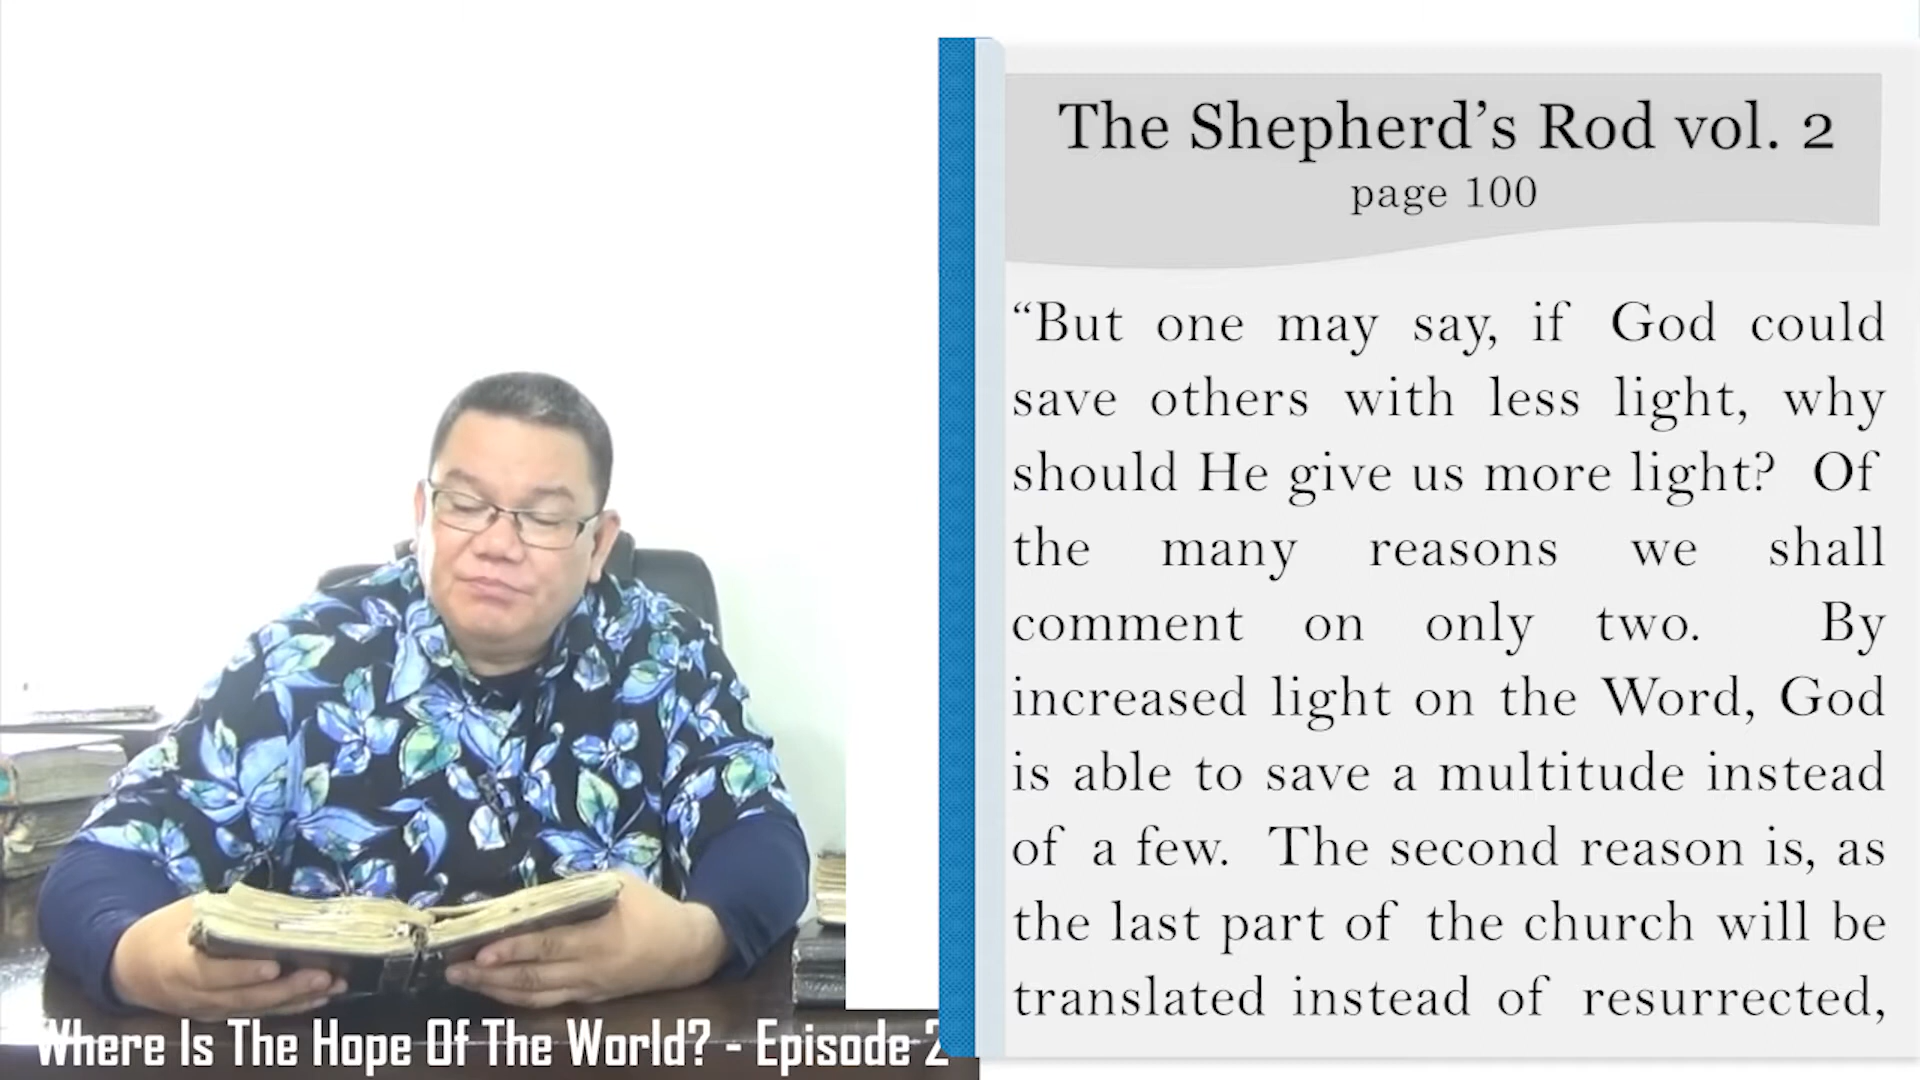 The Shepherd’s Rod vol. 2
page 100
“But one may say, if God could
save others with less light, why
should He give us more light? Of
the many reasons we shall
comment on only two. By
increased light on the Word, God
is able to save a multitude instead
of a few. The second reason is, as
the last part of the church will be
translated instead of resurrected,
Where Is The Hope Of The World? - Episode 2